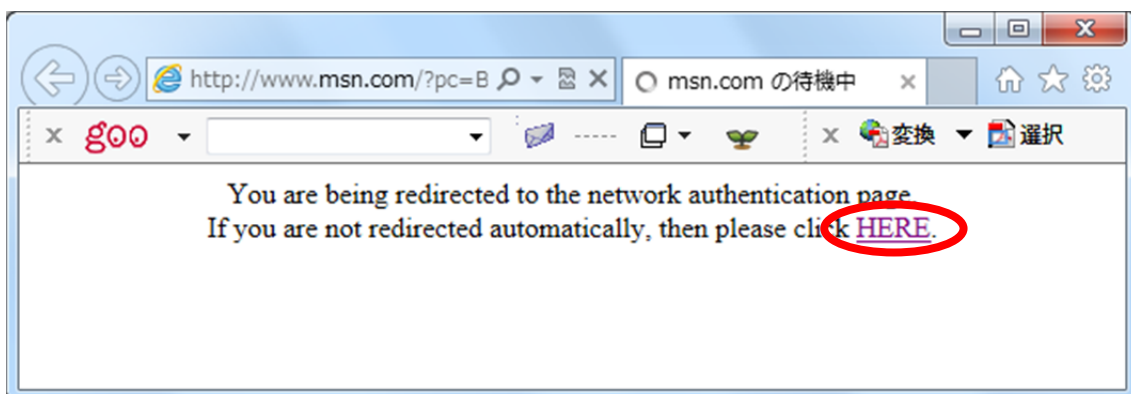 http://www.msn.com/?pc=B
msn.com の待機中
goo
変換
選択
You are being redirected to the network authentication page.
If you are not redirected automatically, then please click HERE.